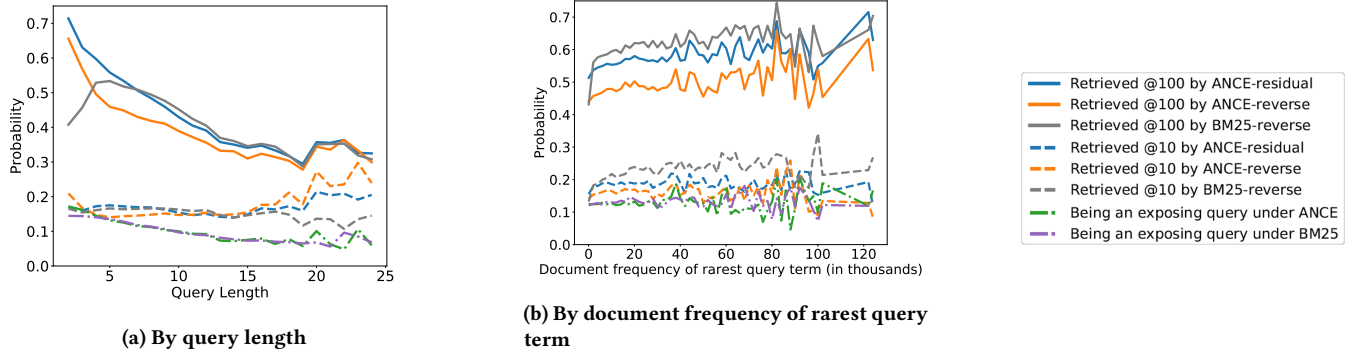 0.7
0.6
0.5
0.4
0.3
0.2
0.1
0.0
Probability
5
10
15
20
25
Query Length
(a) By query length
0.7
0.6
0.5
0.4
0.3
0.2
0.1
0.0
Probability
0
20
40
60
80
100
120
Document frequency of rarest query term (in thousands)
(b) By document frequency of rarest query
term
Retrieved @100 by ANCE-residual
Retrieved @100 by ANCE-reverse
Retrieved @100 by BM25-reverse
Retrieved @10 by ANCE-residual
Retrieved @10 by ANCE-reverse
Retrieved @10 by BM25-reverse
Being an exposing query under ANCE
Being an exposing query under BM25